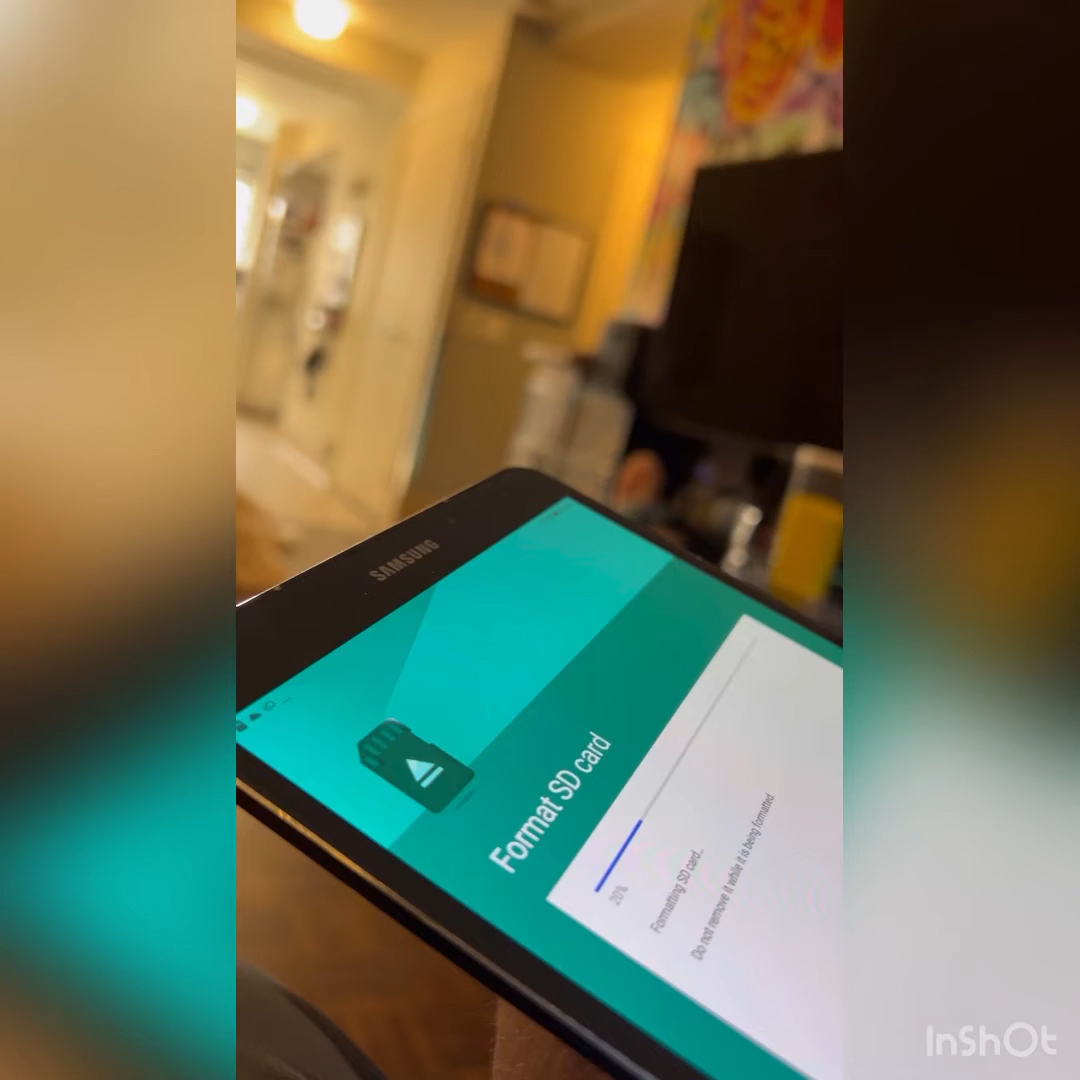 SAMSUNG
Format SD card
20%
Formatting SD card...
Do not remove it while it is being formatted.
InShOt